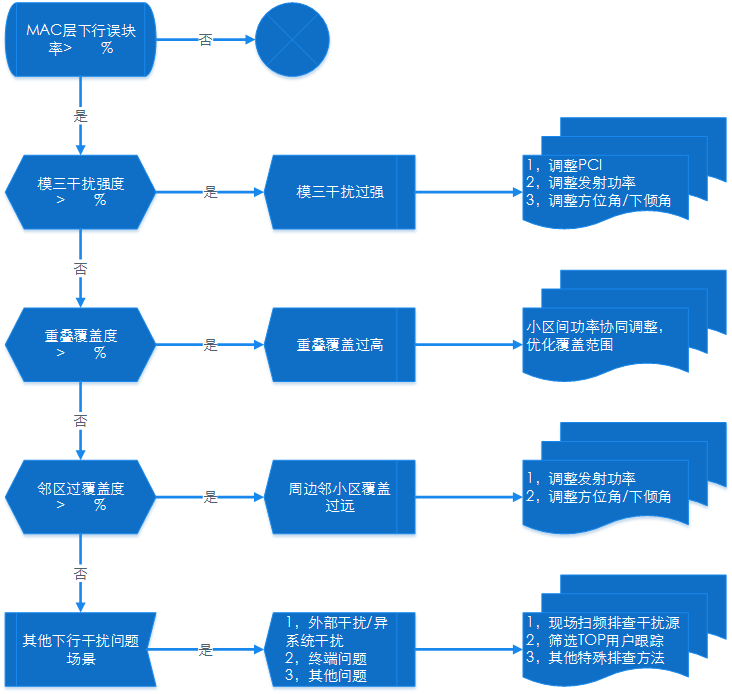 MAC层下行误块
率> %
否
是
模三干扰强度
> %
是
模三干扰过强
1，调整PCI
2，调整发射功率
3，调整方位角/下倾角
否
重叠覆盖度
> %
是
重叠覆盖过高
小区间功率协同调整，
优化覆盖范围
否
邻区过覆盖度
> %
是
周边邻小区覆盖
过远
1，调整发射功率
2，调整方位角/下倾角
否
其他下行干扰问题
场景
是
1，外部干扰/异
系统干扰
2，终端问题
3，其他问题
1，现场扫频排查干扰源
2，筛选TOP用户跟踪
3，其他特殊排查方法